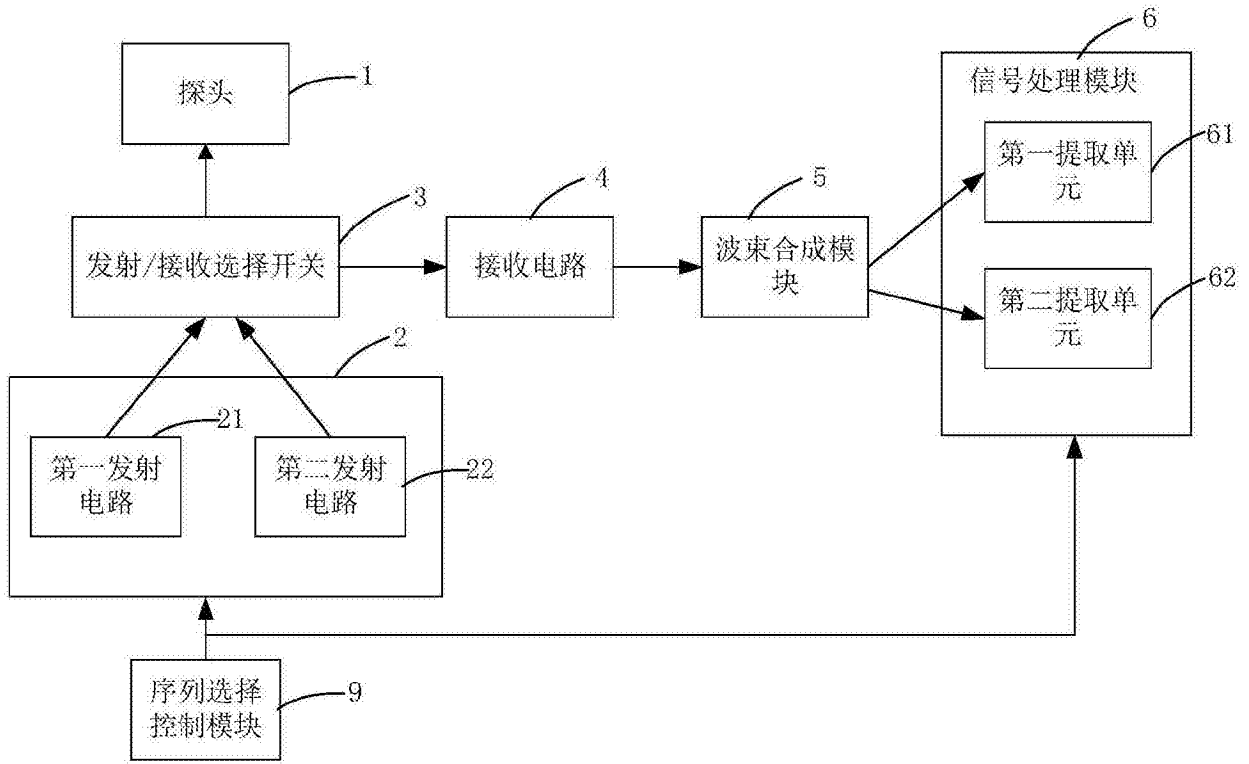 探头
1
6
信号处理模块
第一提取单
元
61
3
4
5
发射/接收选择开关
接收电路
波束合成模
块
第二提取单
元
62
2
21
第一发射
电路
第二发射
电路
22
序列选择
控制模块
9